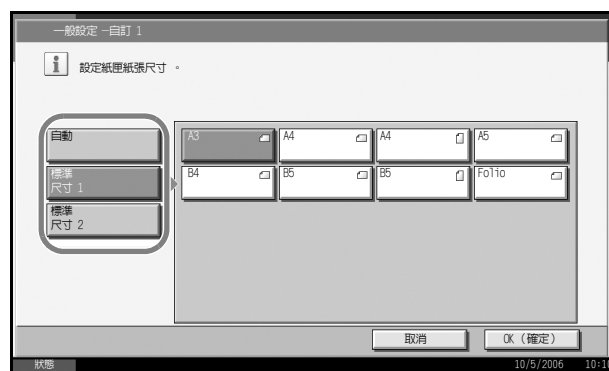 一般設定 -自訂 1
設定紙匣紙張尺寸 。
自動
標準
尺寸 1
標準
尺寸 2
A3
A4
A4
A5
B4
B5
B5
Folio
取消
OK (確定)
狀態
10/5/2006